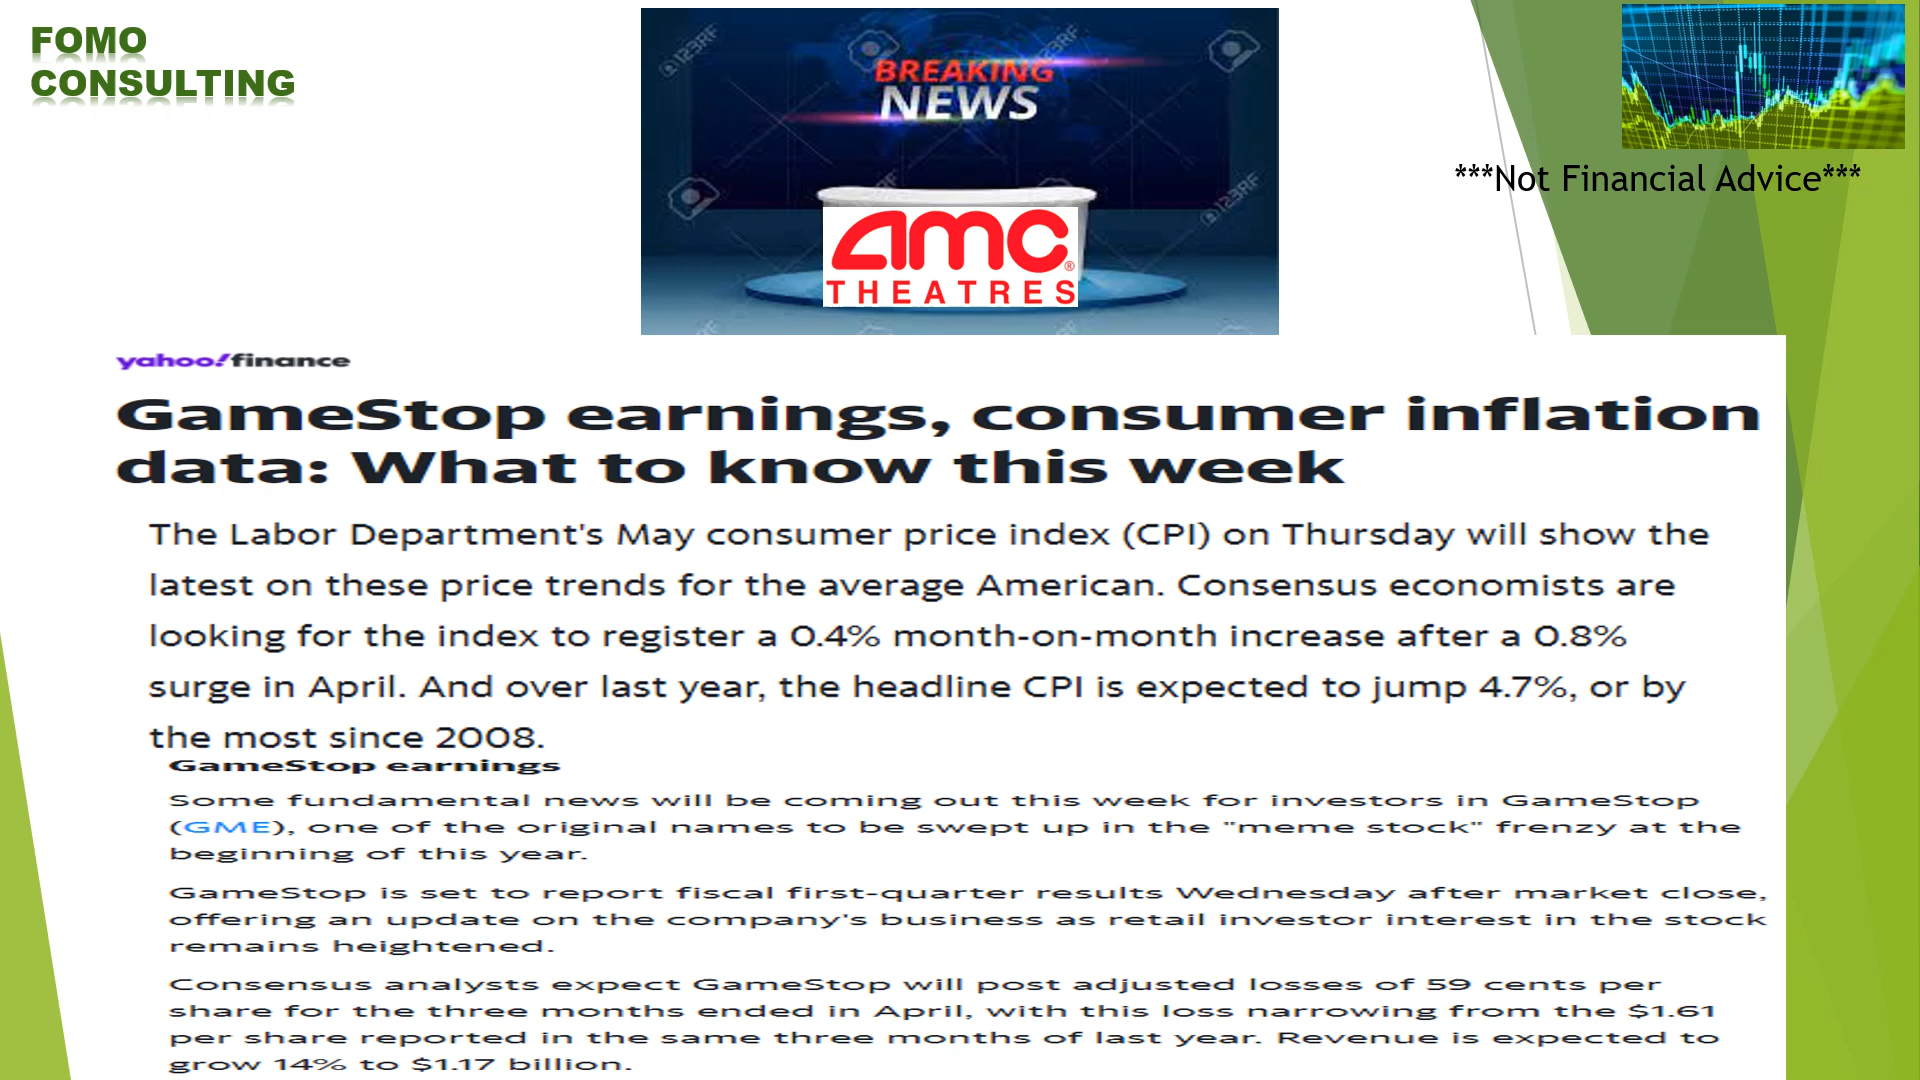 FOMO
CONSULTING
123RF
123RF
BREAKING
NEWS
123RF
amc
THEATRES
®
***Not Financial Advice***
yahoo!finance
GameStop earnings, consumer inflation
data: What to know this week
The Labor Department's May consumer price index (CPI) on Thursday will show the
latest on these price trends for the average American. Consensus economists are
looking for the index to register a 0.4% month-on-month increase after a 0.8%
surge in April. And over last year, the headline CPI is expected to jump 4.7%, or by
the most since 2008.
GameStop earnings
Some fundamental news will be coming out this week for investors in GameStop
(GME), one of the original names to be swept up in the "meme stock" frenzy at the
beginning of this year.
GameStop is set to report fiscal first-quarter results Wednesday after market close,
offering an update on the company's business as retail investor interest in the stock
remains heightened.
Consensus analysts expect GameStop will post adjusted losses of 59 cents per
share for the three months ended in April, with this loss narrowing from the $1.61
per share reported in the same three months of last year. Revenue is expected to
grow 14% to $1.17 billion.